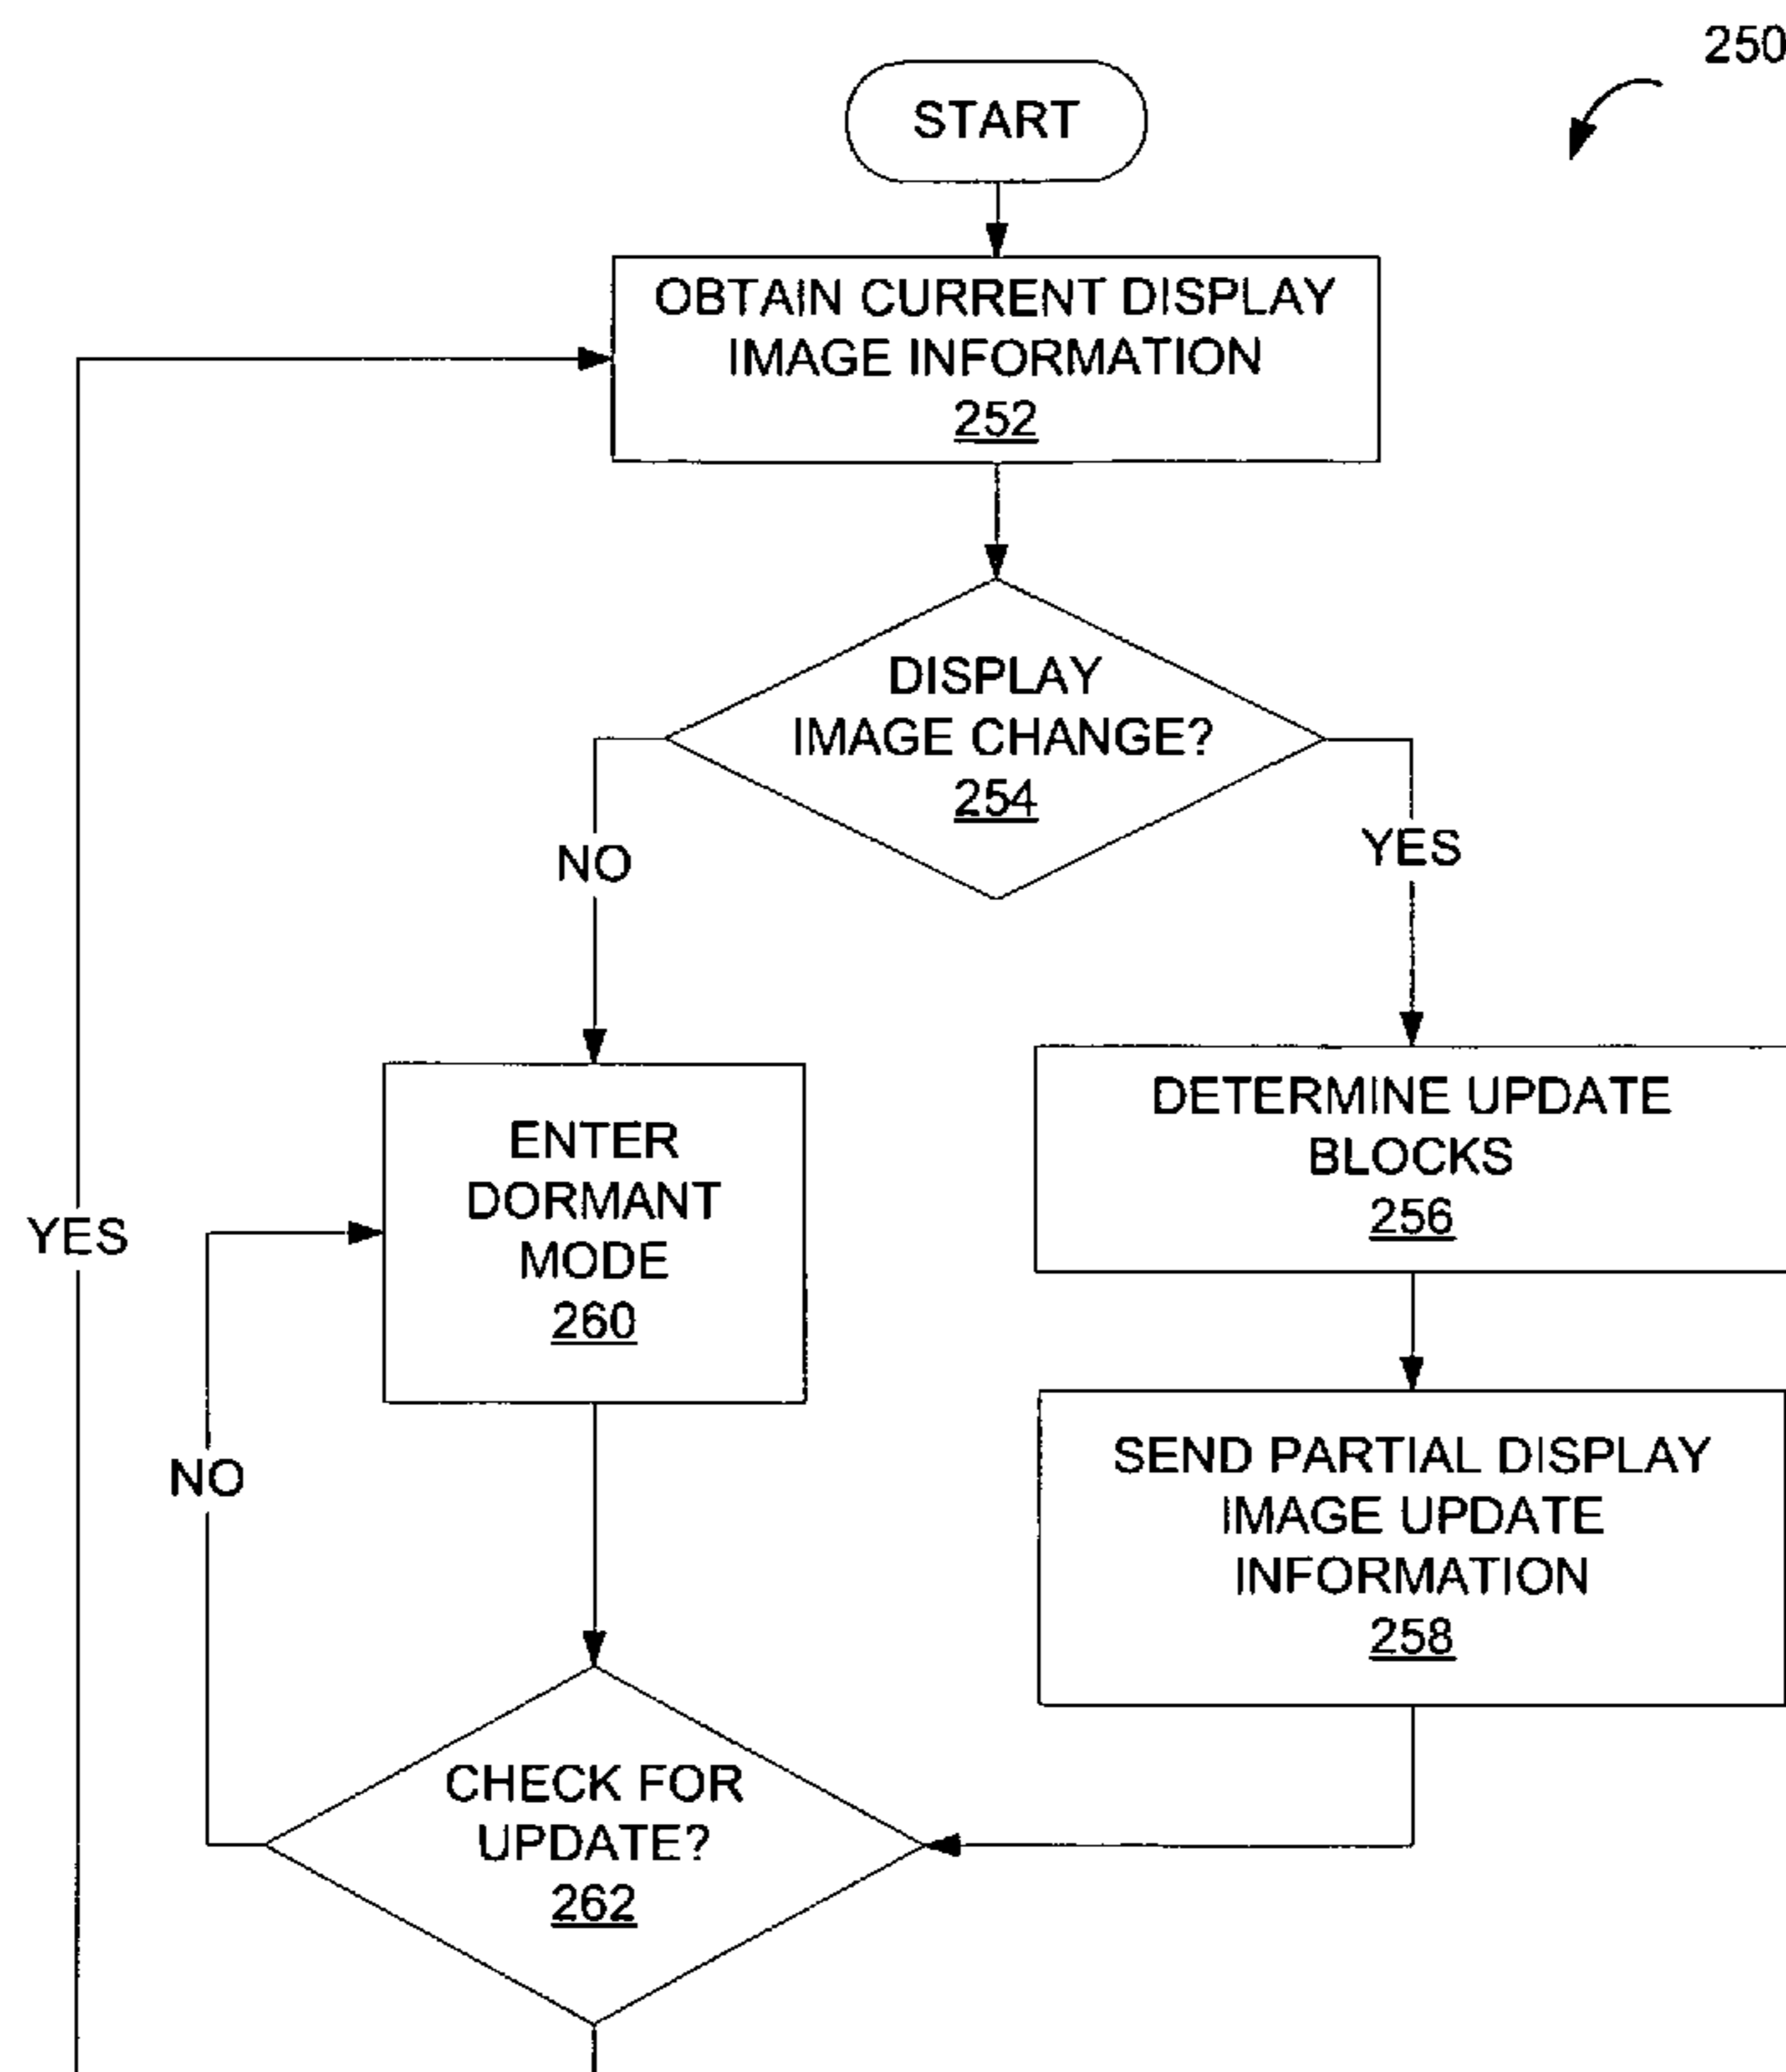 250
START
OBTAIN CURRENT DISPLAY
IMAGE INFORMATION
252
DISPLAY
IMAGE CHANGE?
254
NO
YES
DETERMINE UPDATE
BLOCKS
256
ENTER
DORMANT
MODE
260
YES
NO
SEND PARTIAL DISPLAY
IMAGE UPDATE
INFORMATION
258
CHECK FOR
UPDATE?
262